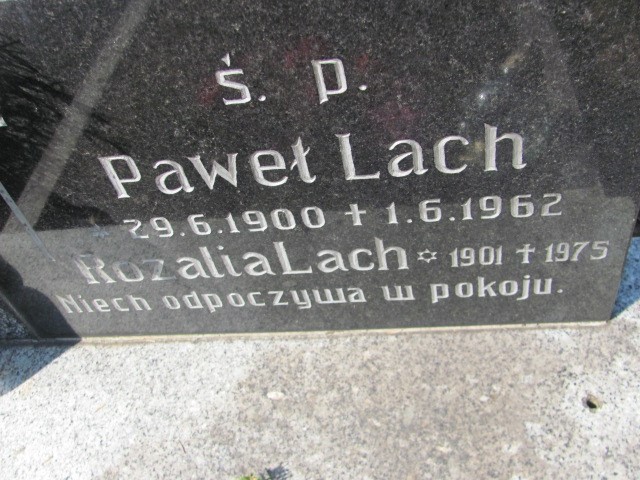 ś. p.
Paweł Lach
* 29.6.1900 + 1.6.1962
Rozalia Lach ✡ 1901 ✝ 1975
Niech odpoczywa w pokoju.